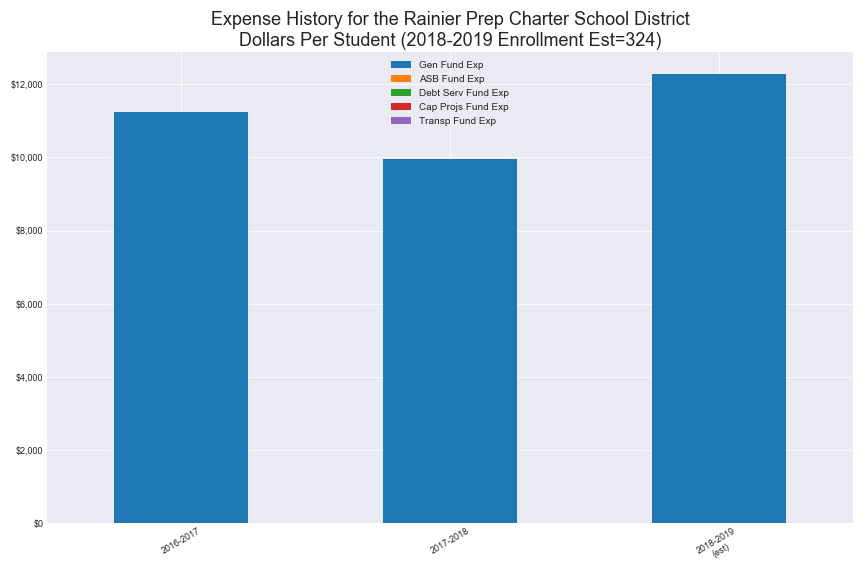 Expense History for the Rainier Prep Charter School District
Dollars Per Student (2018-2019 Enrollment Est=324)
Gen Fund Exp
ASB Fund Exp
Debt Serv Fund Exp
Cap Projs Fund Exp
Transp Fund Exp
$12,000
$10,000
$8,000
$6,000
$4,000
$2,000
$0
2016-2017
2017-2018
2018-2019
(est)